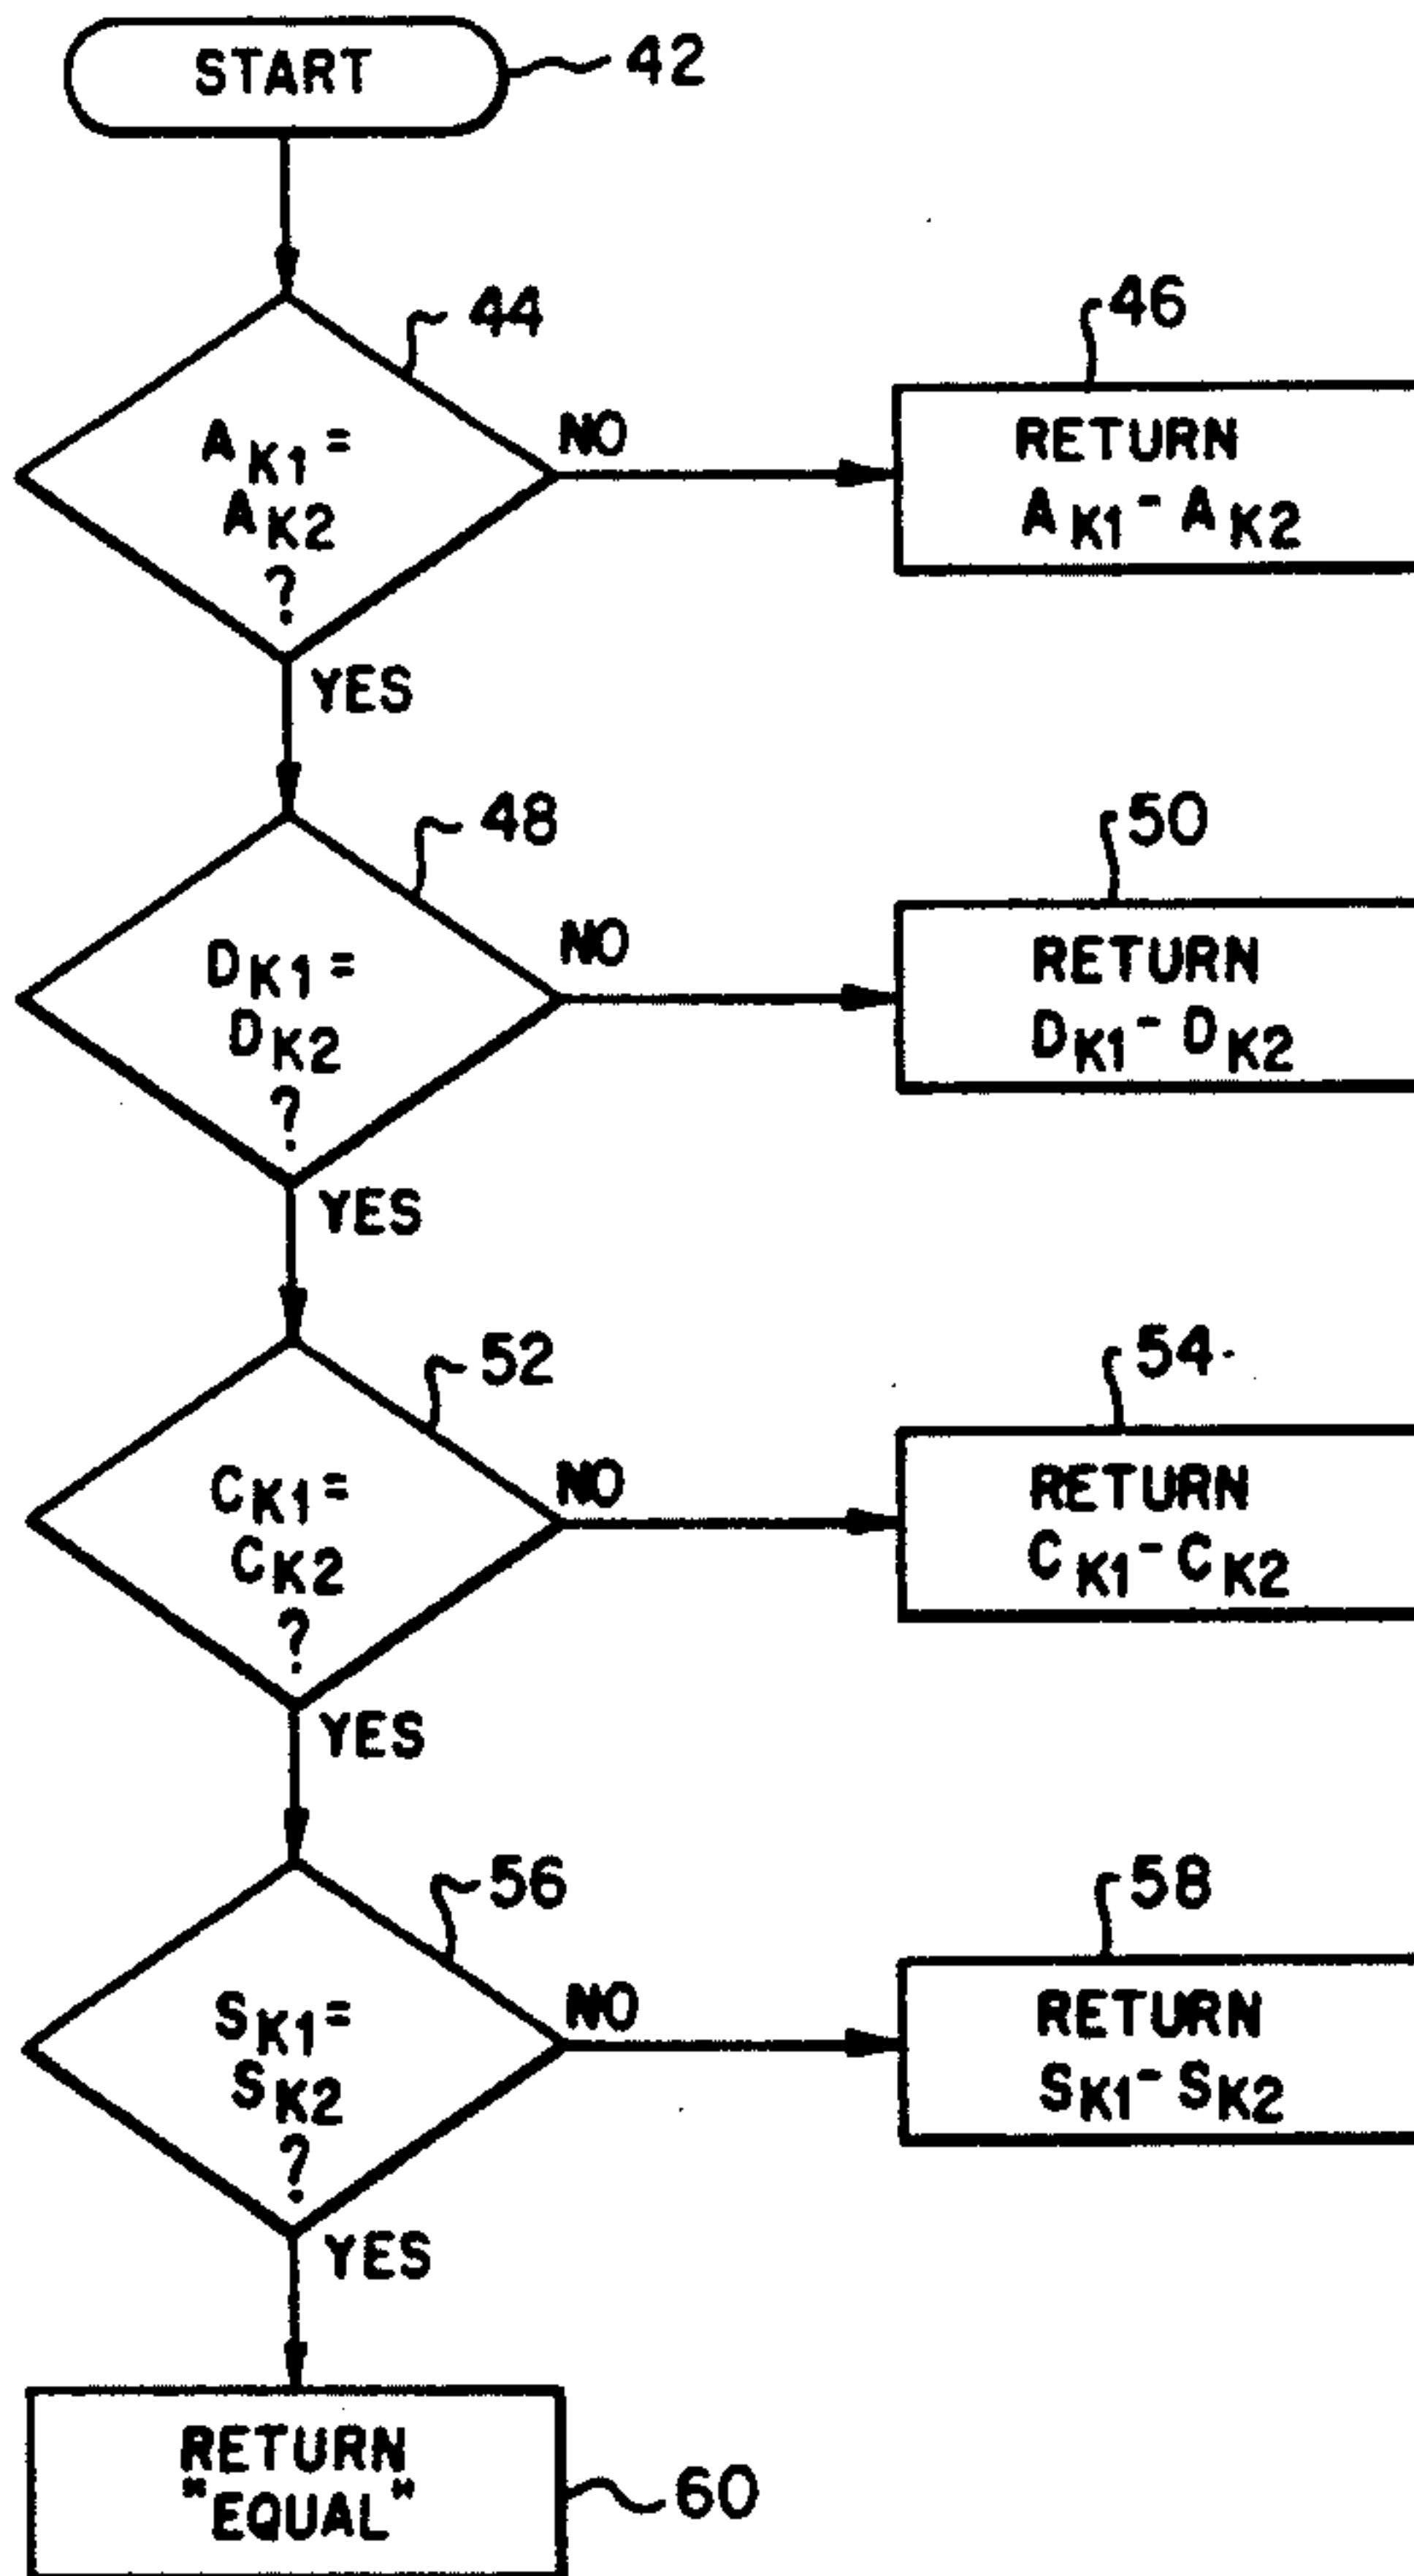 START
42
44
A K1 =
A K2
?
NO
46
RETURN
A K1 - A K2
YES
48
D K1 =
D K2
?
NO
50
RETURN
D K1 - D K2
YES
52
C K1 =
C K2
?
NO
54
RETURN
C K1 - C K2
YES
56
S K1 =
S K2
?
NO
58
RETURN
S K1 - S K2
YES
RETURN
"EQUAL"
60